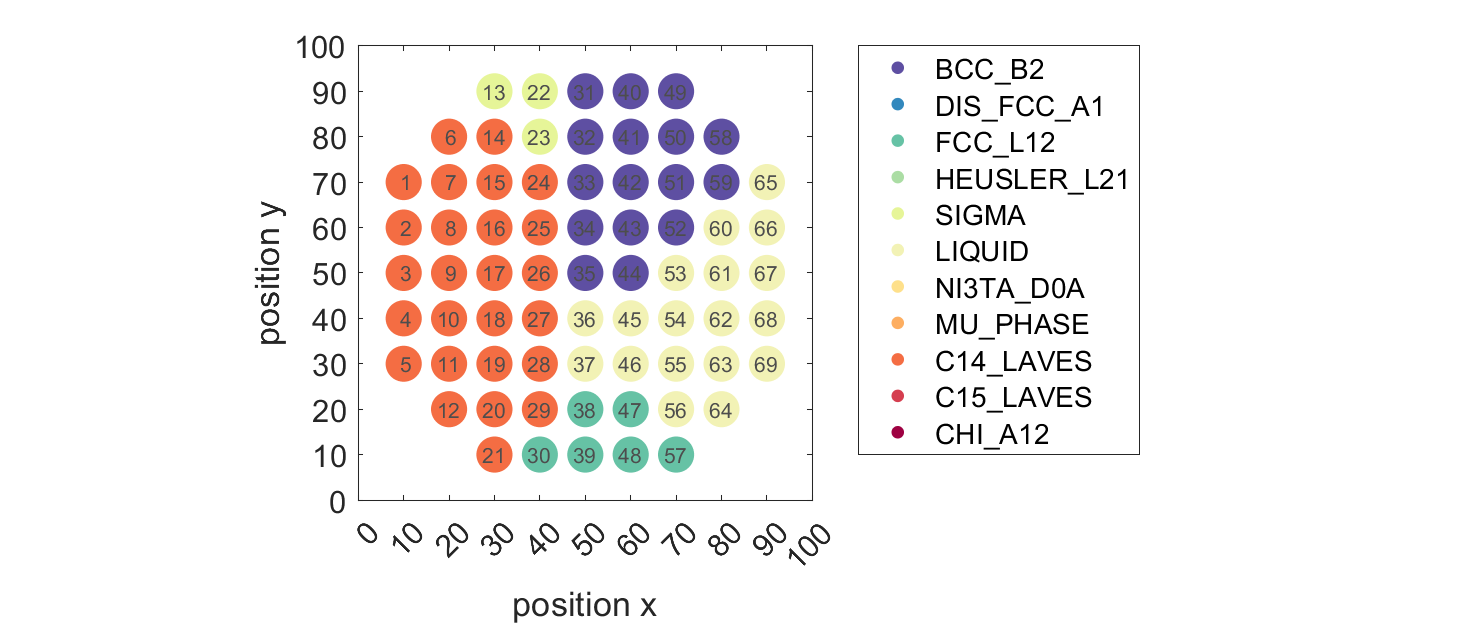 100
90 13 22 31 40 49
80 6 14 23 32 41 50 58
70 1 7 15 24 33 42 51 59 65
60 2 8 16 25 34 43 52 60 66
50 3 9 17 26 35 44 53 61 67
40 4 10 18 27 36 45 54 62 68
30 5 11 19 28 37 46 55 63 69
20 12 20 29 38 47 56 64
10 21 30 39 48 57
0
0 10 20 30 40 50 60 70 80 90 100
position x
position y
BCC_B2
DIS_FCC_A1
FCC_L12
HEUSLER_L21
SIGMA
LIQUID
NI3TA_D0A
MU_PHASE
C14_LAVES
C15_LAVES
CHI_A12